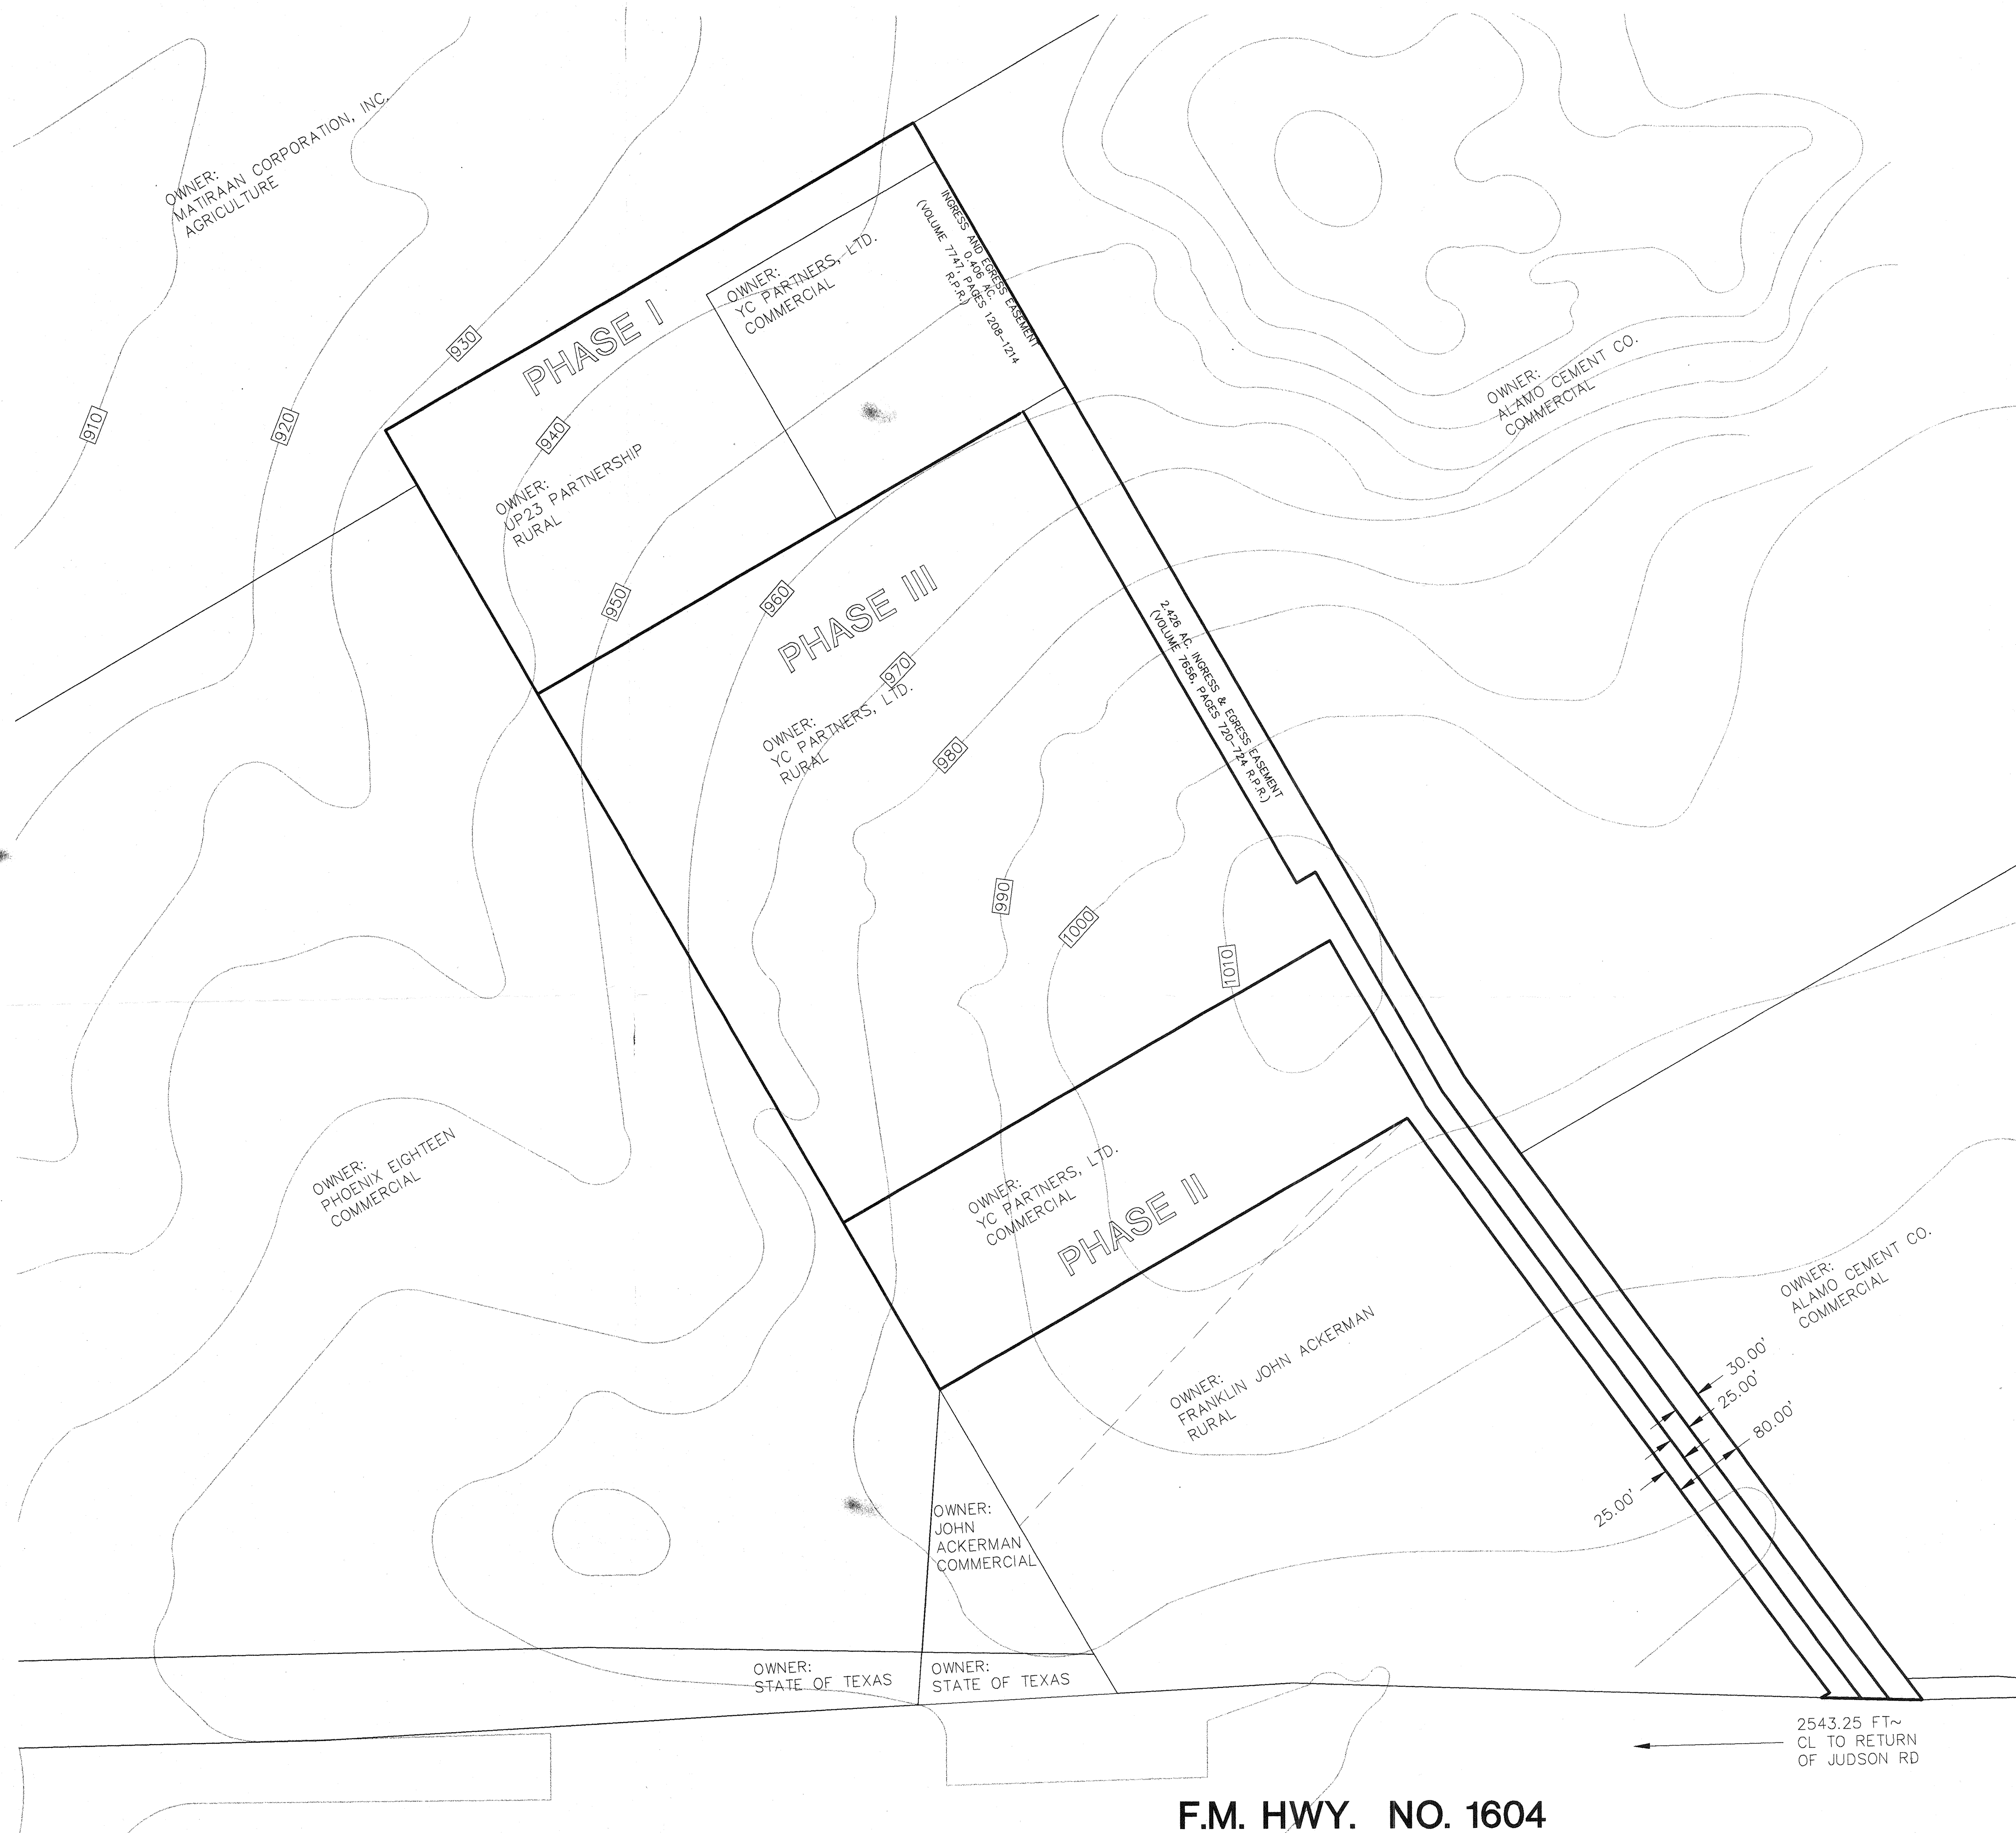 OWNER:
MATIRAAN CORPORATION, INC.
AGRICULTURE
INGRESS AND EGRESS EASEMENT
0.406 AC.
(VOLUME 7747, PAGES 1208-1214
R.P.R.)
OWNER:
YC PARTNERS, LTD.
COMMERCIAL
PHASE I
930
910
920
940
OWNER:
ALAMO CEMENT CO.
COMMERCIAL
OWNER:
UP23 PARTNERSHIP
RURAL
950
960
PHASE III
970
2.426 AC. INGRESS & EGRESS EASEMENT
(VOLUME 7656, PAGES 720-724 R.P.R.)
OWNER:
YC PARTNERS, LTD.
RURAL
980
990
1000
1010
OWNER:
PHOENIX EIGHTEEN
COMMERCIAL
OWNER:
YC PARTNERS, LTD.
COMMERCIAL
PHASE II
OWNER:
ALAMO CEMENT CO.
COMMERCIAL
OWNER:
FRANKLIN JOHN ACKERMAN
RURAL
30.00'
25.00'
80.00'
25.00'
OWNER:
JOHN
ACKERMAN
COMMERCIAL
OWNER:
STATE OF TEXAS
OWNER:
STATE OF TEXAS
2543.25 FT~
CL TO RETURN
OF JUDSON RD
F.M. HWY. NO. 1604